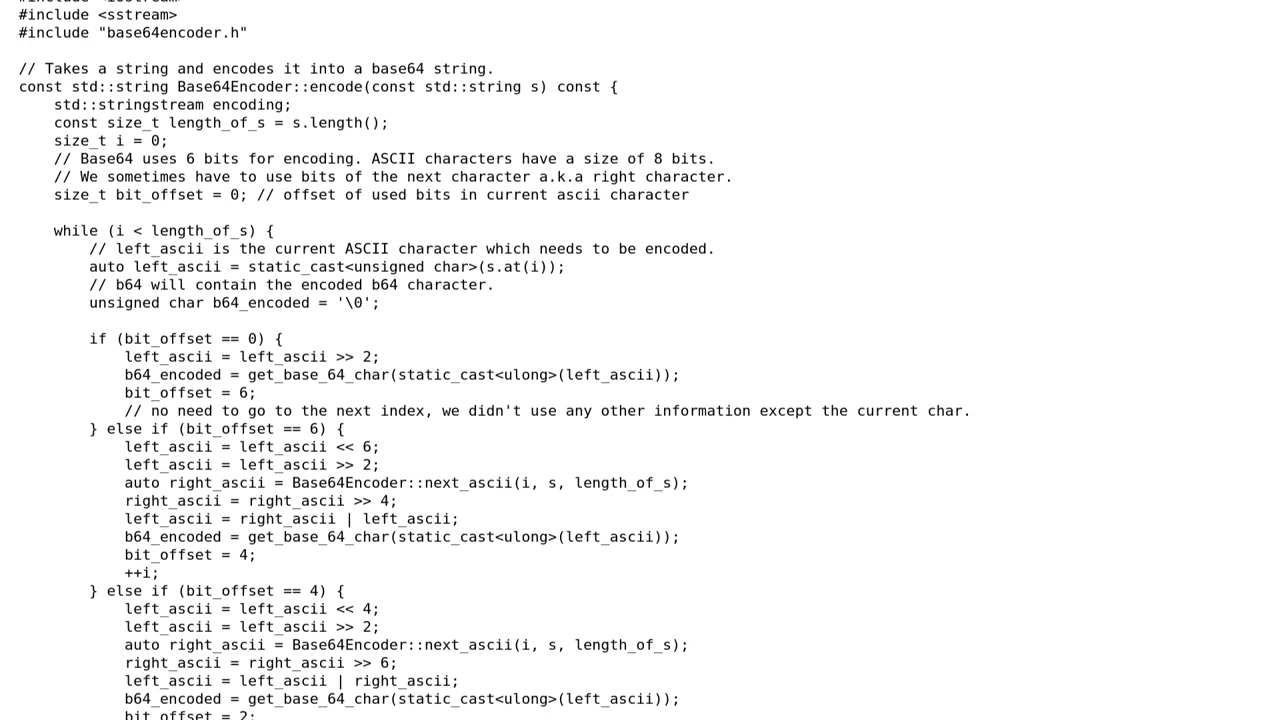 #include <iostream>
#include <sstream>
#include "base64encoder.h"

// Takes a string and encodes it into a base64 string.
const std::string Base64Encoder::encode(const std::string s) const {
    std::stringstream encoding;
    const size_t length_of_s = s.length();
    size_t i = 0;
    // Base64 uses 6 bits for encoding. ASCII characters have a size of 8 bits.
    // We sometimes have to use bits of the next character a.k.a right character.
    size_t bit_offset = 0; // offset of used bits in current ascii character

    while (i < length_of_s) {
        // left_ascii is the current ASCII character which needs to be encoded.
        auto left_ascii = static_cast<unsigned char>(s.at(i));
        // b64 will contain the encoded b64 character.
        unsigned char b64_encoded = '\0';

        if (bit_offset == 0) {
            left_ascii = left_ascii >> 2;
            b64_encoded = get_base_64_char(static_cast<ulong>(left_ascii));
            bit_offset = 6;
            // no need to go to the next index, we didn't use any other information except the current char.
        } else if (bit_offset == 6) {
            left_ascii = left_ascii << 6;
            left_ascii = left_ascii >> 2;
            auto right_ascii = Base64Encoder::next_ascii(i, s, length_of_s);
            right_ascii = right_ascii >> 4;
            left_ascii = right_ascii | left_ascii;
            b64_encoded = get_base_64_char(static_cast<ulong>(left_ascii));
            bit_offset = 4;
            ++i;
        } else if (bit_offset == 4) {
            left_ascii = left_ascii << 4;
            left_ascii = left_ascii >> 2;
            auto right_ascii = Base64Encoder::next_ascii(i, s, length_of_s);
            right_ascii = right_ascii >> 6;
            left_ascii = left_ascii | right_ascii;
            b64_encoded = get_base_64_char(static_cast<ulong>(left_ascii));
            bit_offset = 2;